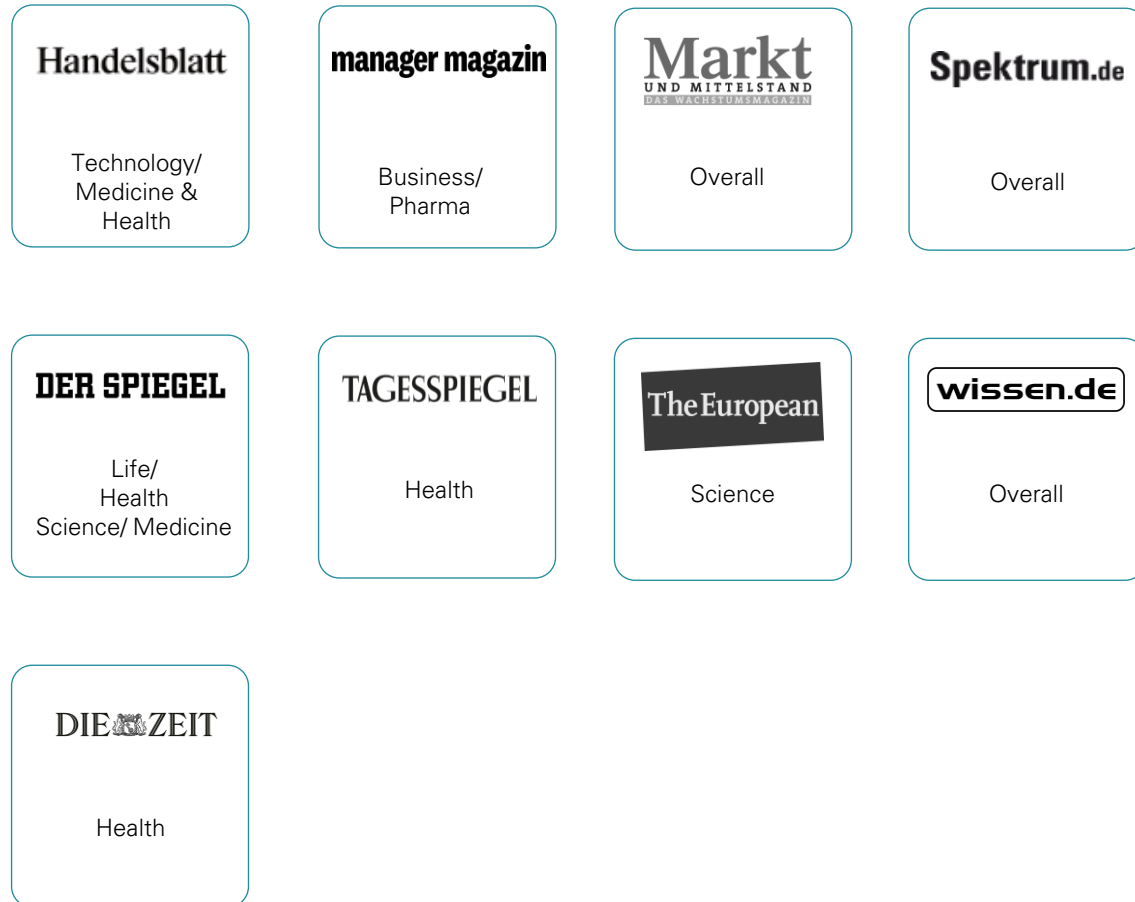 Handelsblatt
Technology/
Medicine &
Health
manager magazin
Business/
Pharma
Markt
UND MITTELSTAND
DAS WACHSTUMSMAGAZIN
Overall
Spektrum.de
Overall
DER SPIEGEL
Life/
Health
Science/ Medicine
TAGESSPIEGEL
Health
The European
Science
wissen.de
Overall
DIE ZEIT
Health